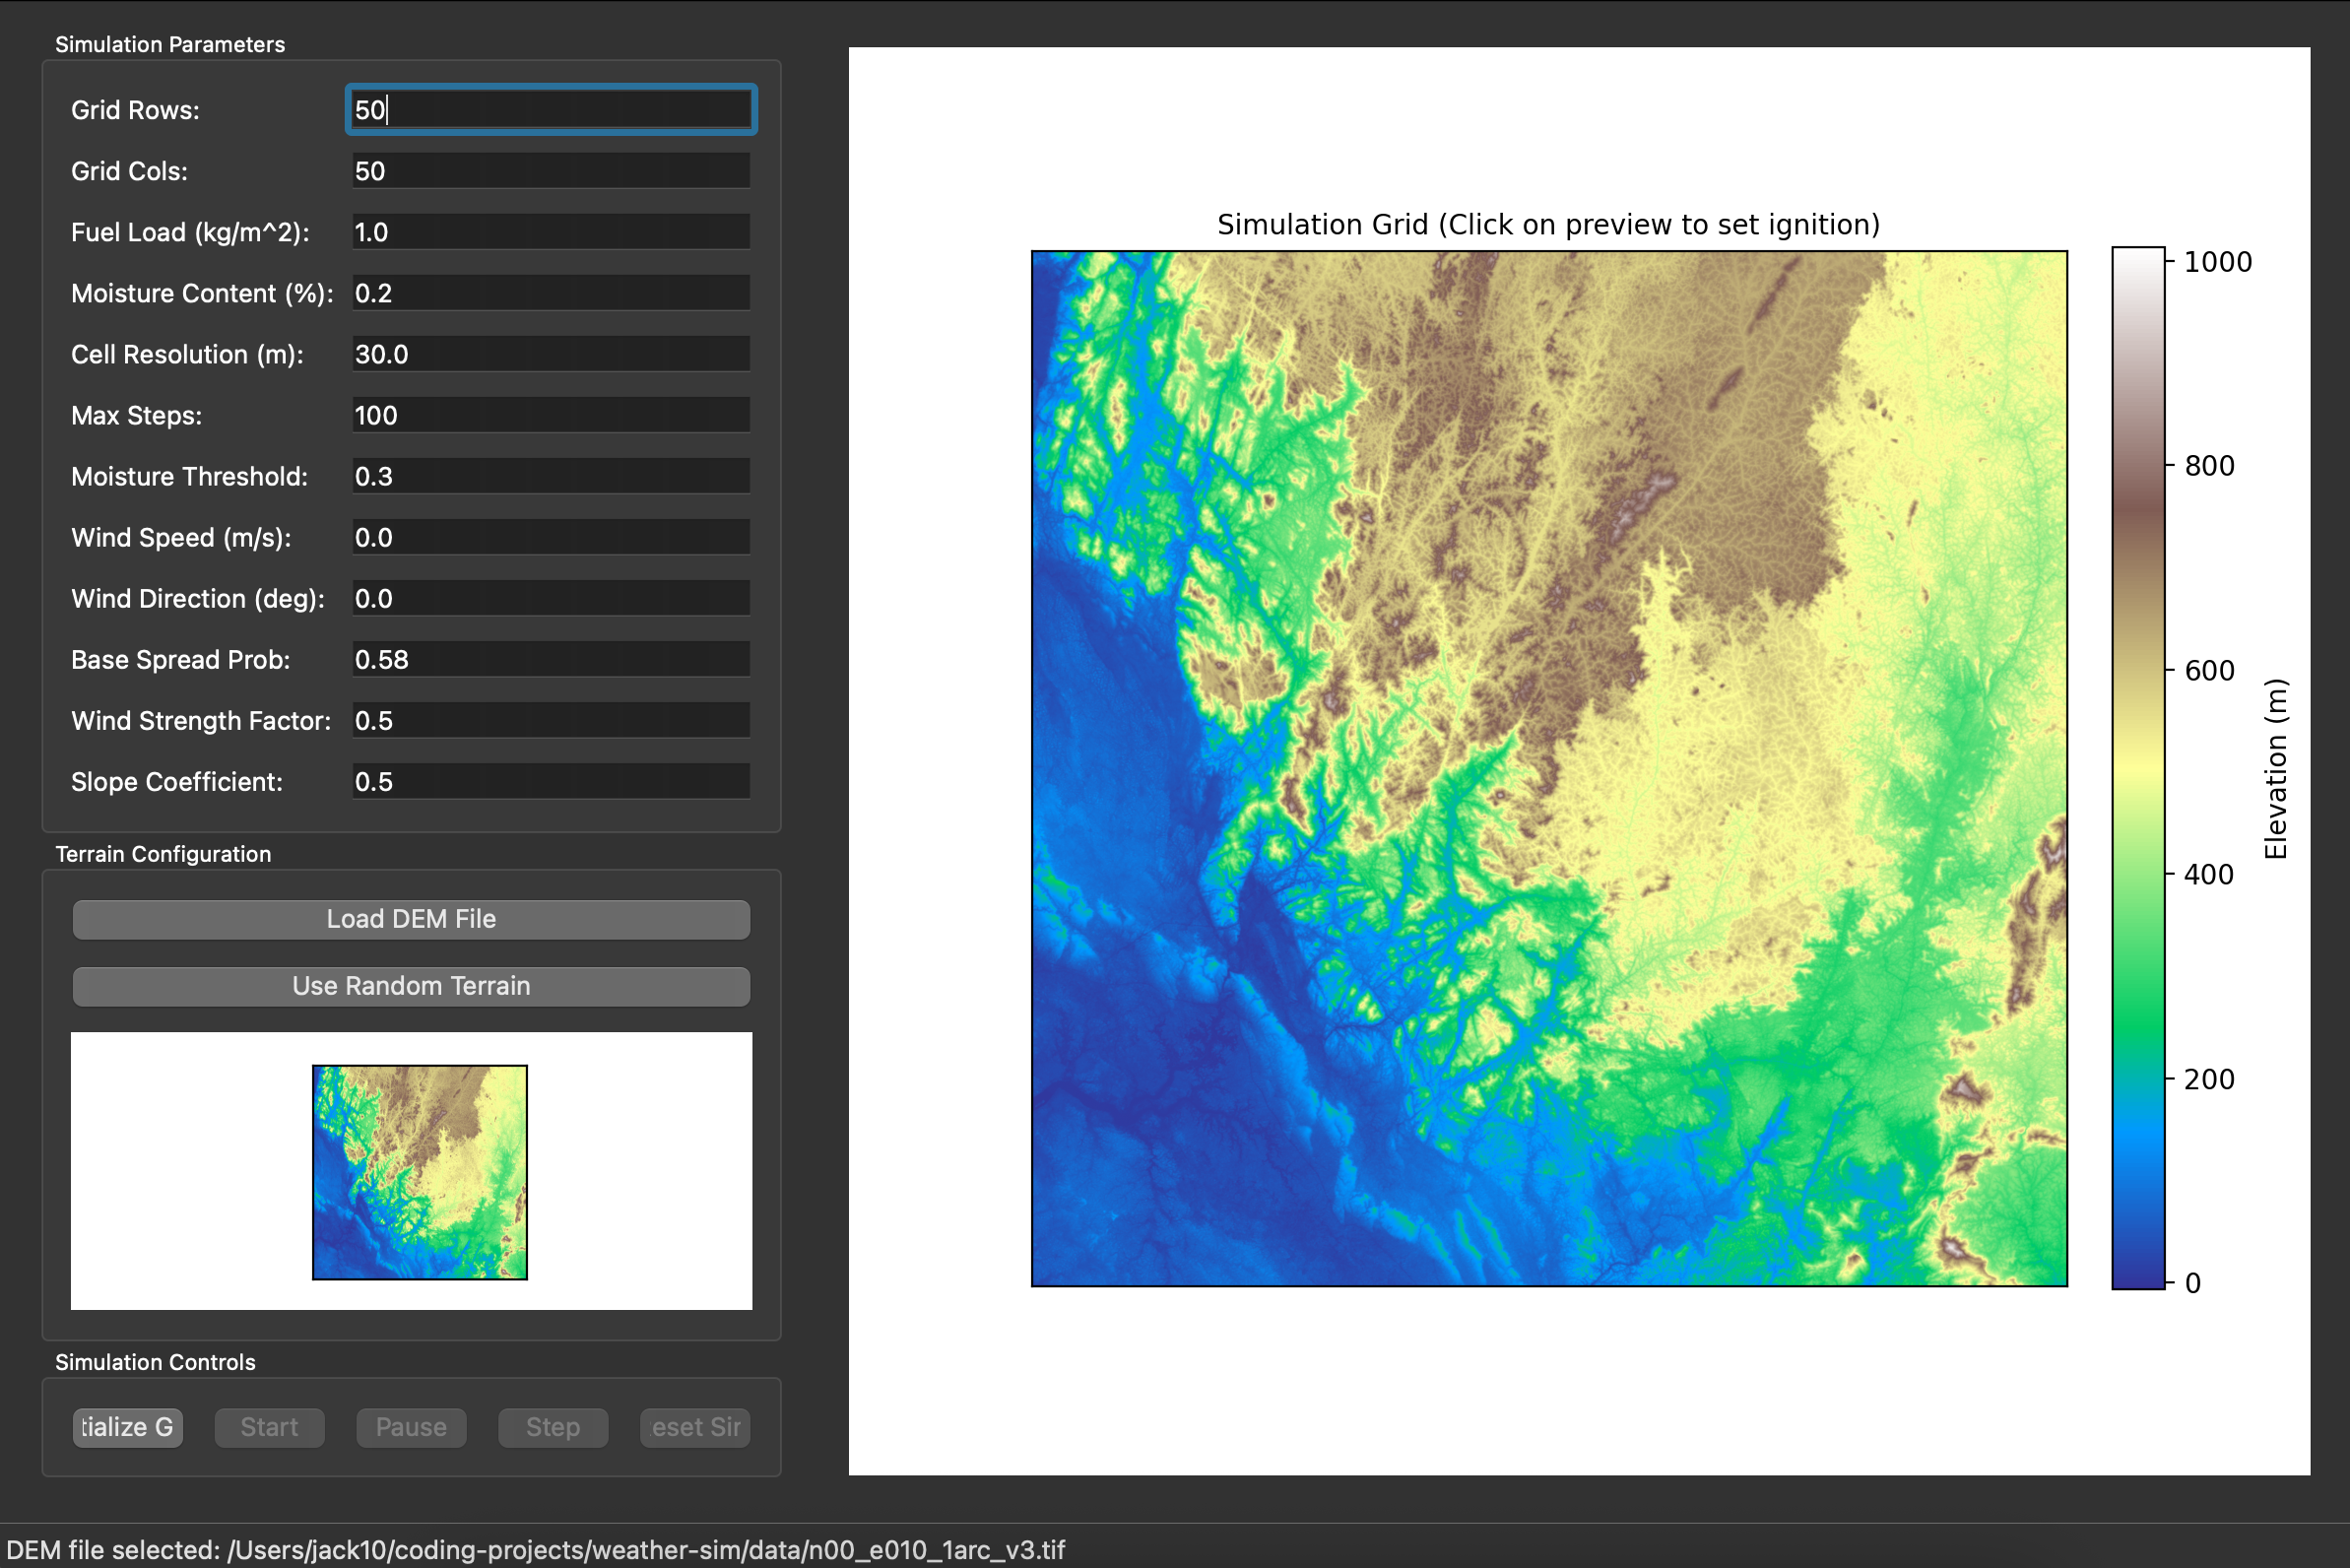 Simulation Parameters
Grid Rows: 50
Grid Cols: 50
Fuel Load (kg/m^2): 1.0
Moisture Content (%): 0.2
Cell Resolution (m): 30.0
Max Steps: 100
Moisture Threshold: 0.3
Wind Speed (m/s): 0.0
Wind Direction (deg): 0.0
Base Spread Prob: 0.58
Wind Strength Factor: 0.5
Slope Coefficient: 0.5
Terrain Configuration
Load DEM File
Use Random Terrain
Simulation Controls
tialize G Start Pause Step eset Sir
Simulation Grid (Click on preview to set ignition)
1000
800
600
400
200
0
Elevation (m)
DEM file selected: /Users/jack10/coding-projects/weather-sim/data/n00_e010_1arc_v3.tif